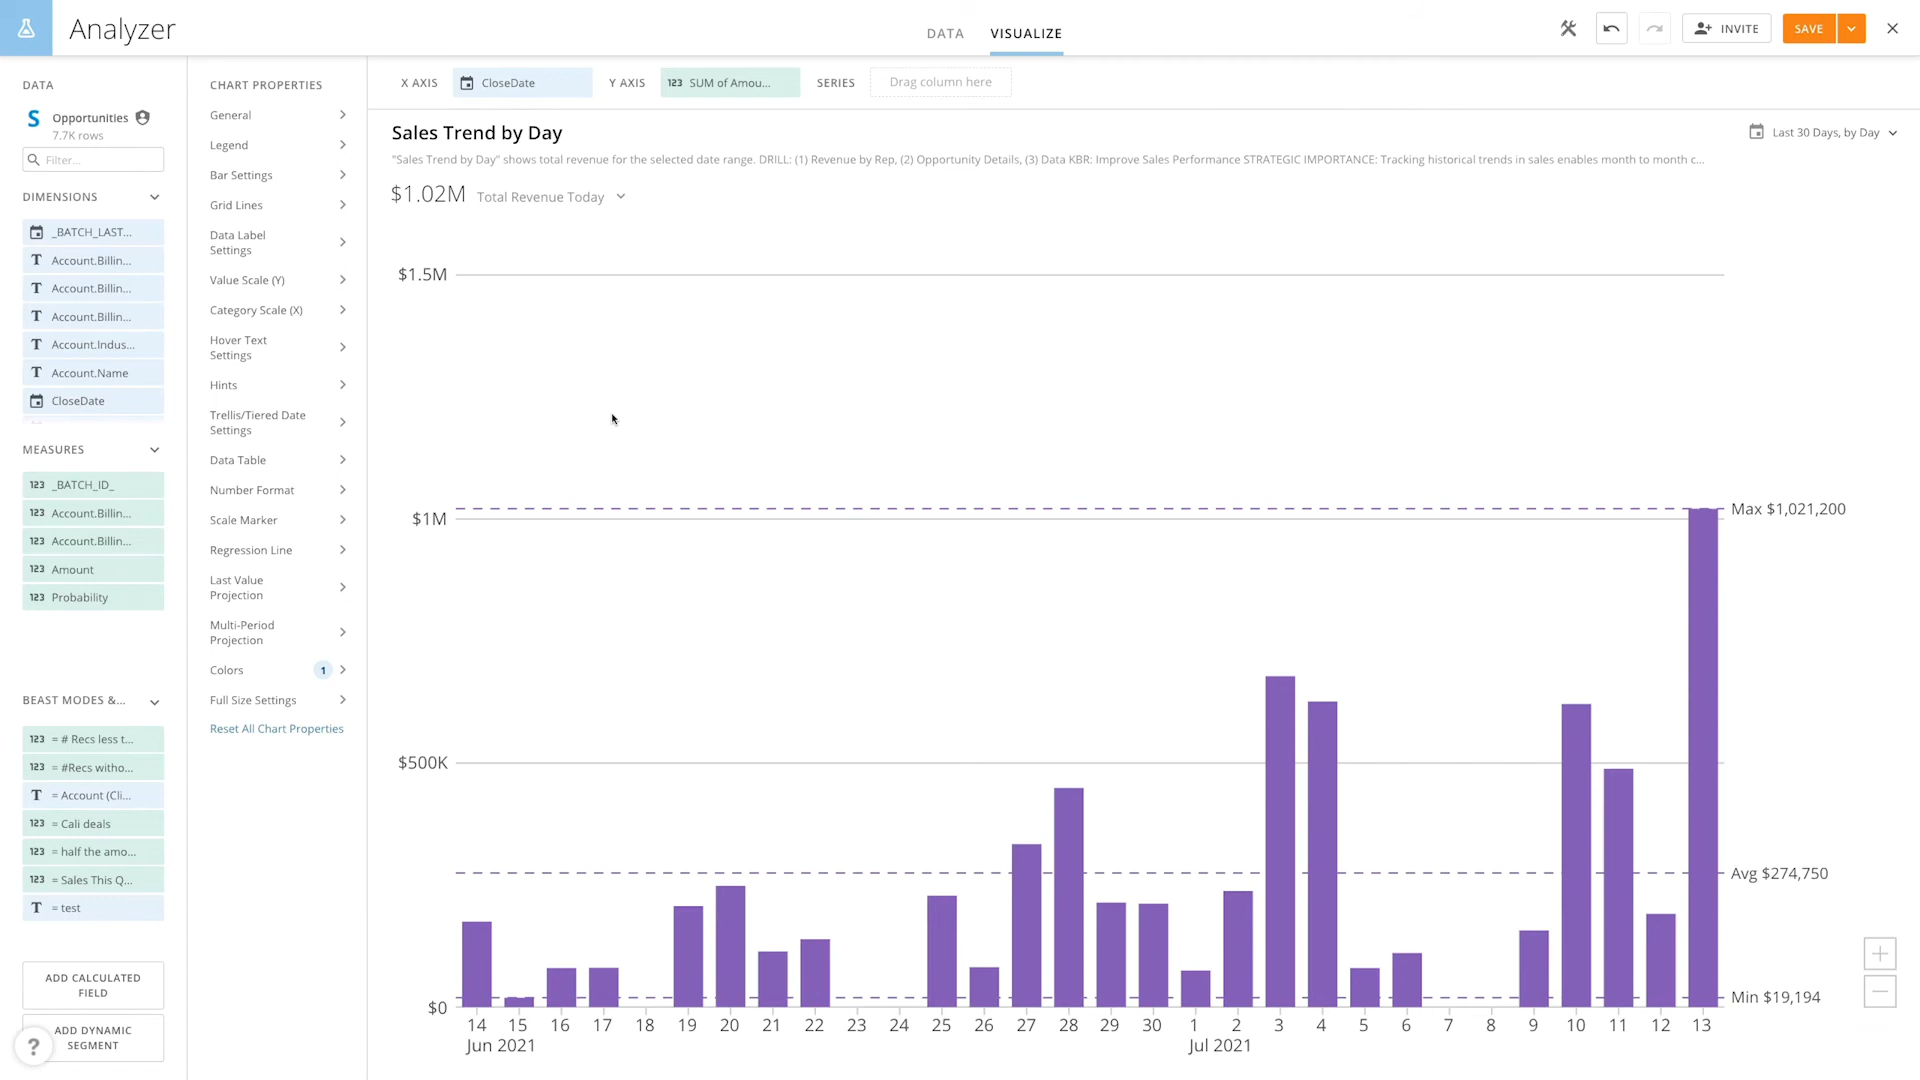 Analyzer
DATA
VISUALIZE
INVITE
SAVE
DATA
S Opportunities
7.7K rows
Filter...
DIMENSIONS
_BATCH_LAST...
T Account.Billin...
T Account.Billin...
T Account.Billin...
T Account.Indus...
T Account.Name
CloseDate
MEASURES
123 _BATCH_ID_
123 Account.Billin...
123 Account.Billin...
123 Amount
123 Probability
BEAST MODES &...
123 = # Recs less t...
123 = #Recs witho...
T = Account (Cli...
123 = Cali deals
123 = half the amo...
123 = Sales This Q...
T = test
ADD CALCULATED
FIELD
ADD DYNAMIC
SEGMENT
?
CHART PROPERTIES
General
Legend
Bar Settings
Grid Lines
Data Label
Settings
Value Scale (Y)
Category Scale (X)
Hover Text
Settings
Hints
Trellis/Tiered Date
Settings
Data Table
Number Format
Scale Marker
Regression Line
Last Value
Projection
Multi-Period
Projection
Colors 1
Full Size Settings
Reset All Chart Properties
X AXIS CloseDate Y AXIS 123 SUM of Amou... SERIES Drag column here
Sales Trend by Day
Last 30 Days, by Day
"Sales Trend by Day" shows total revenue for the selected date range. DRILL: (1) Revenue by Rep, (2) Opportunity Details, (3) Data KBR: Improve Sales Performance STRATEGIC IMPORTANCE: Tracking historical trends in sales enables month to month c...
$1.02M Total Revenue Today
$1.5M
$1M
$500K
$0
Max $1,021,200
Avg $274,750
Min $19,194
14 15 16 17 18 19 20 21 22 23 24 25 26 27 28 29 30 1 2 3 4 5 6 7 8 9 10 11 12 13
Jun 2021 Jul 2021